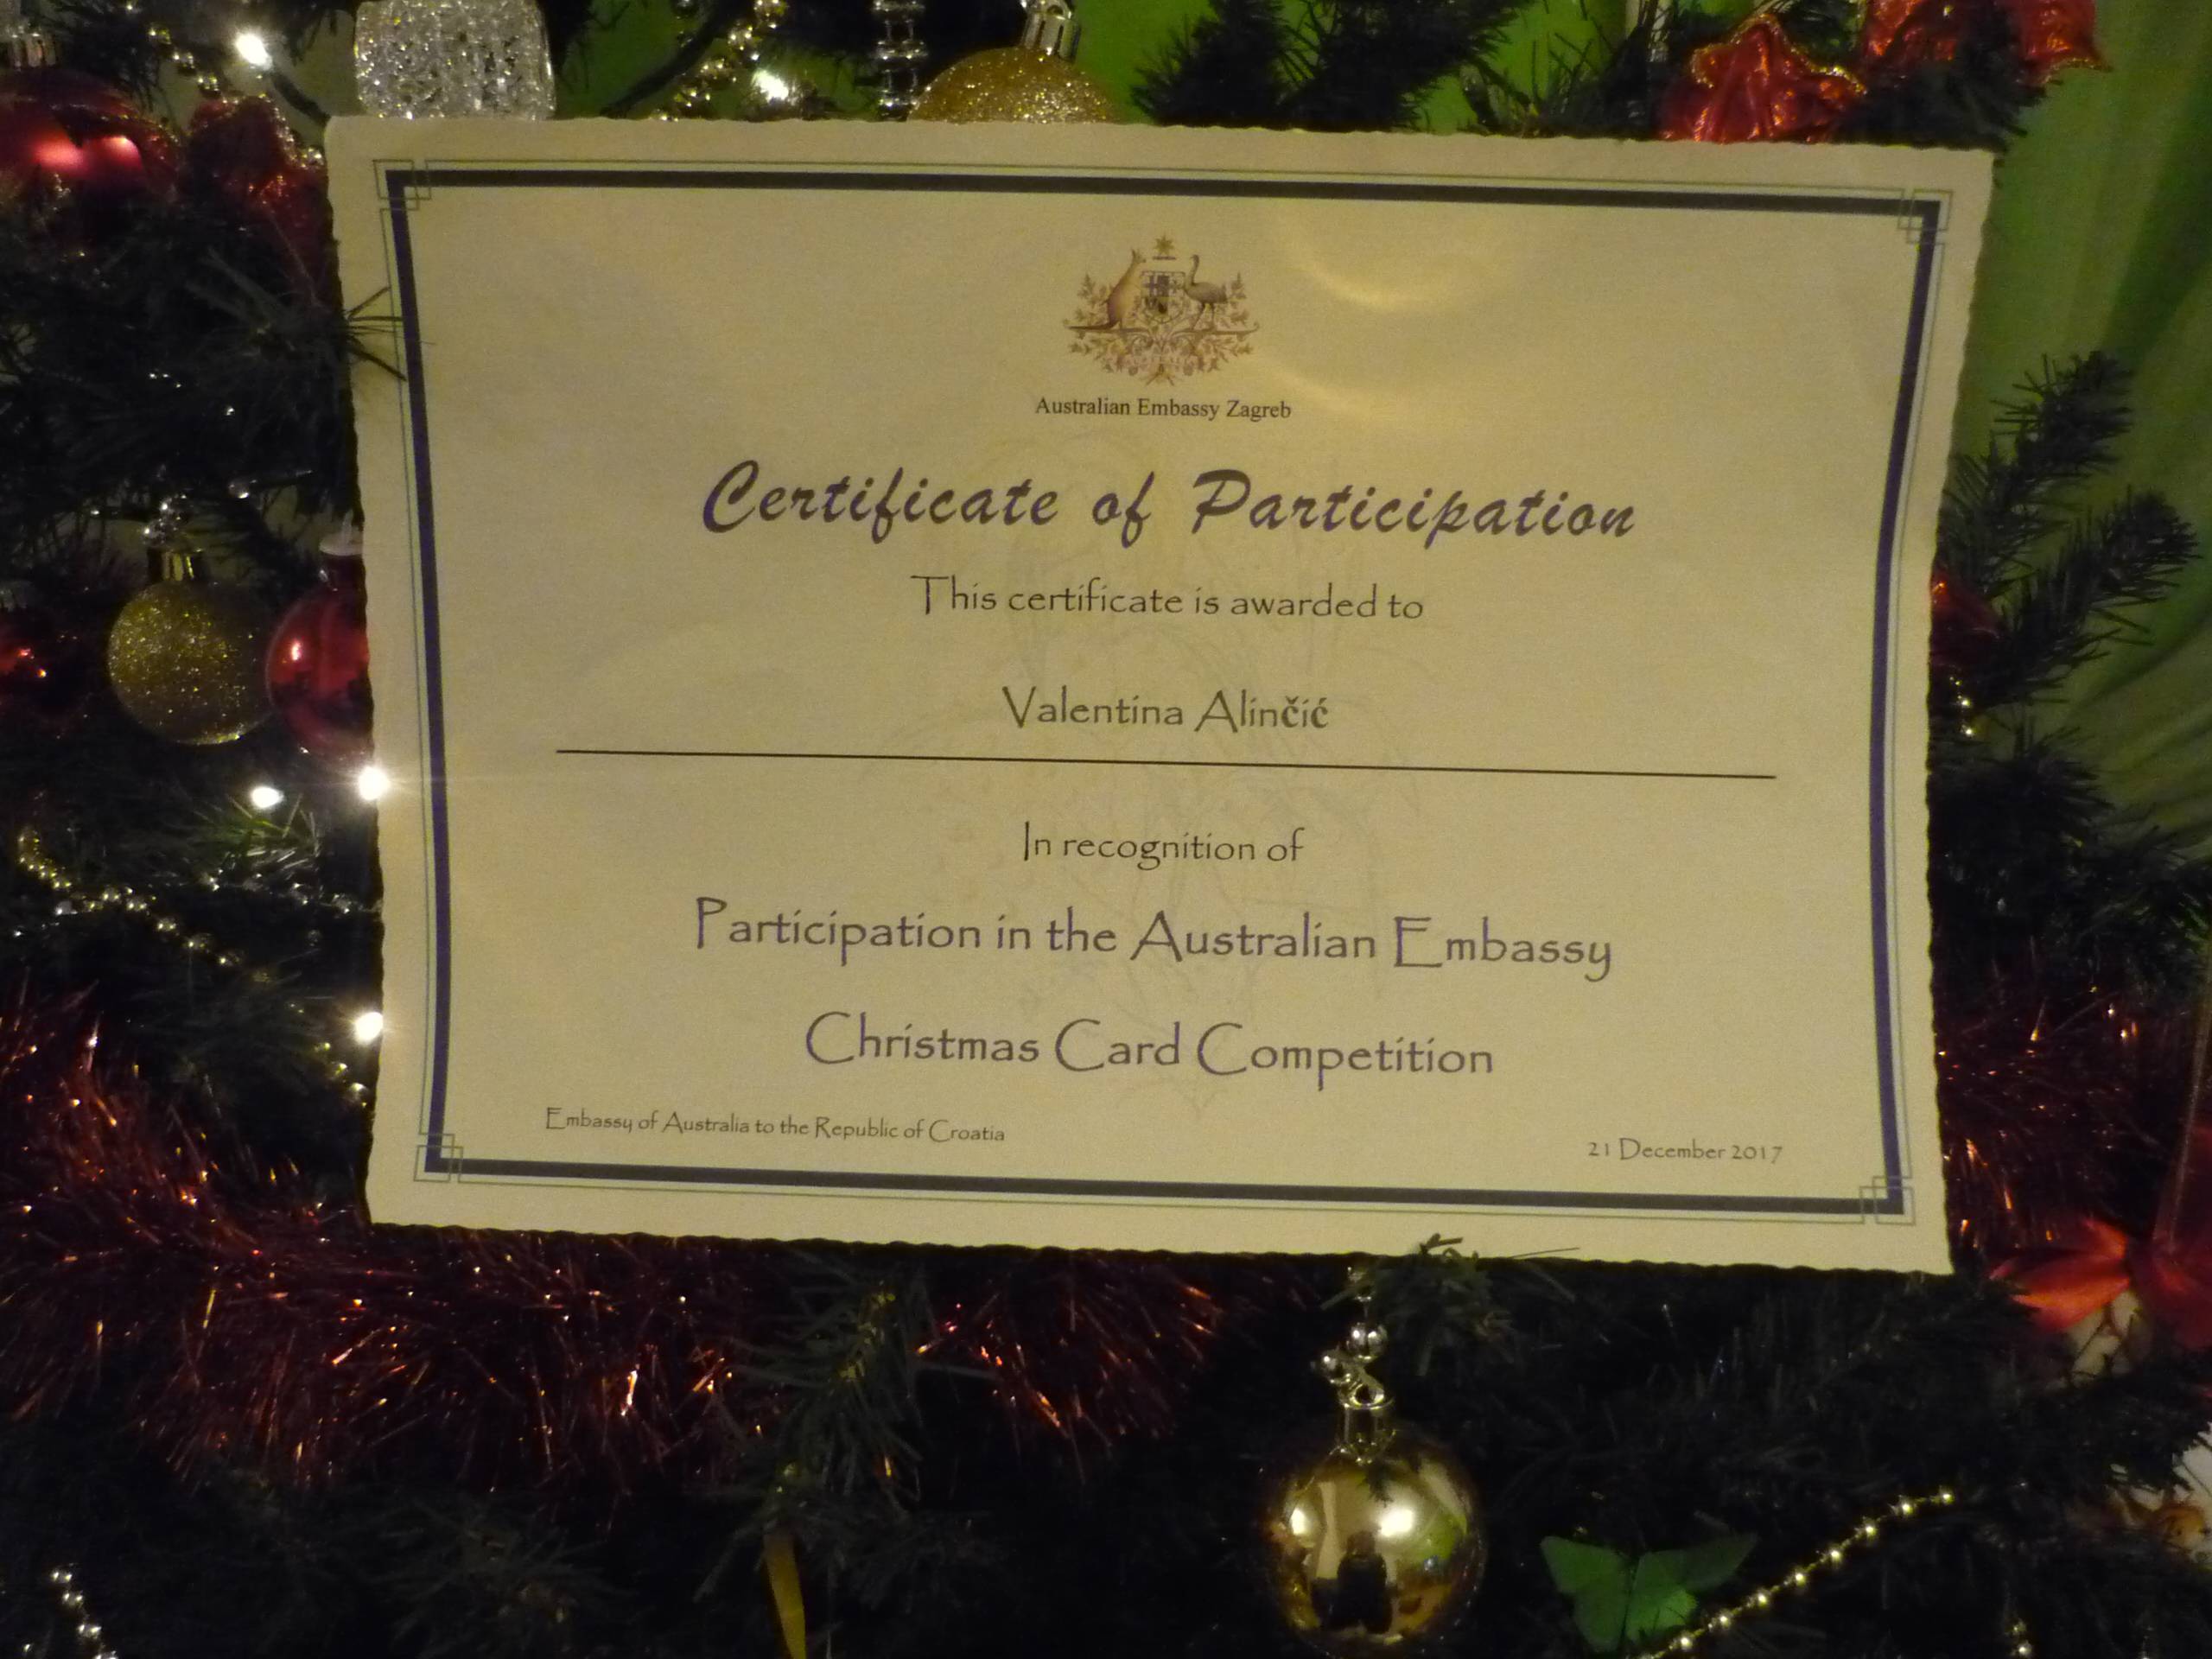 Australian Embassy Zagreb
Certificate of Participation
This certificate is awarded to
Valentina Alinčić
In recognition of
Participation in the Australian Embassy
Christmas Card Competition
Embassy of Australia to the Republic of Croatia
21 December 2017